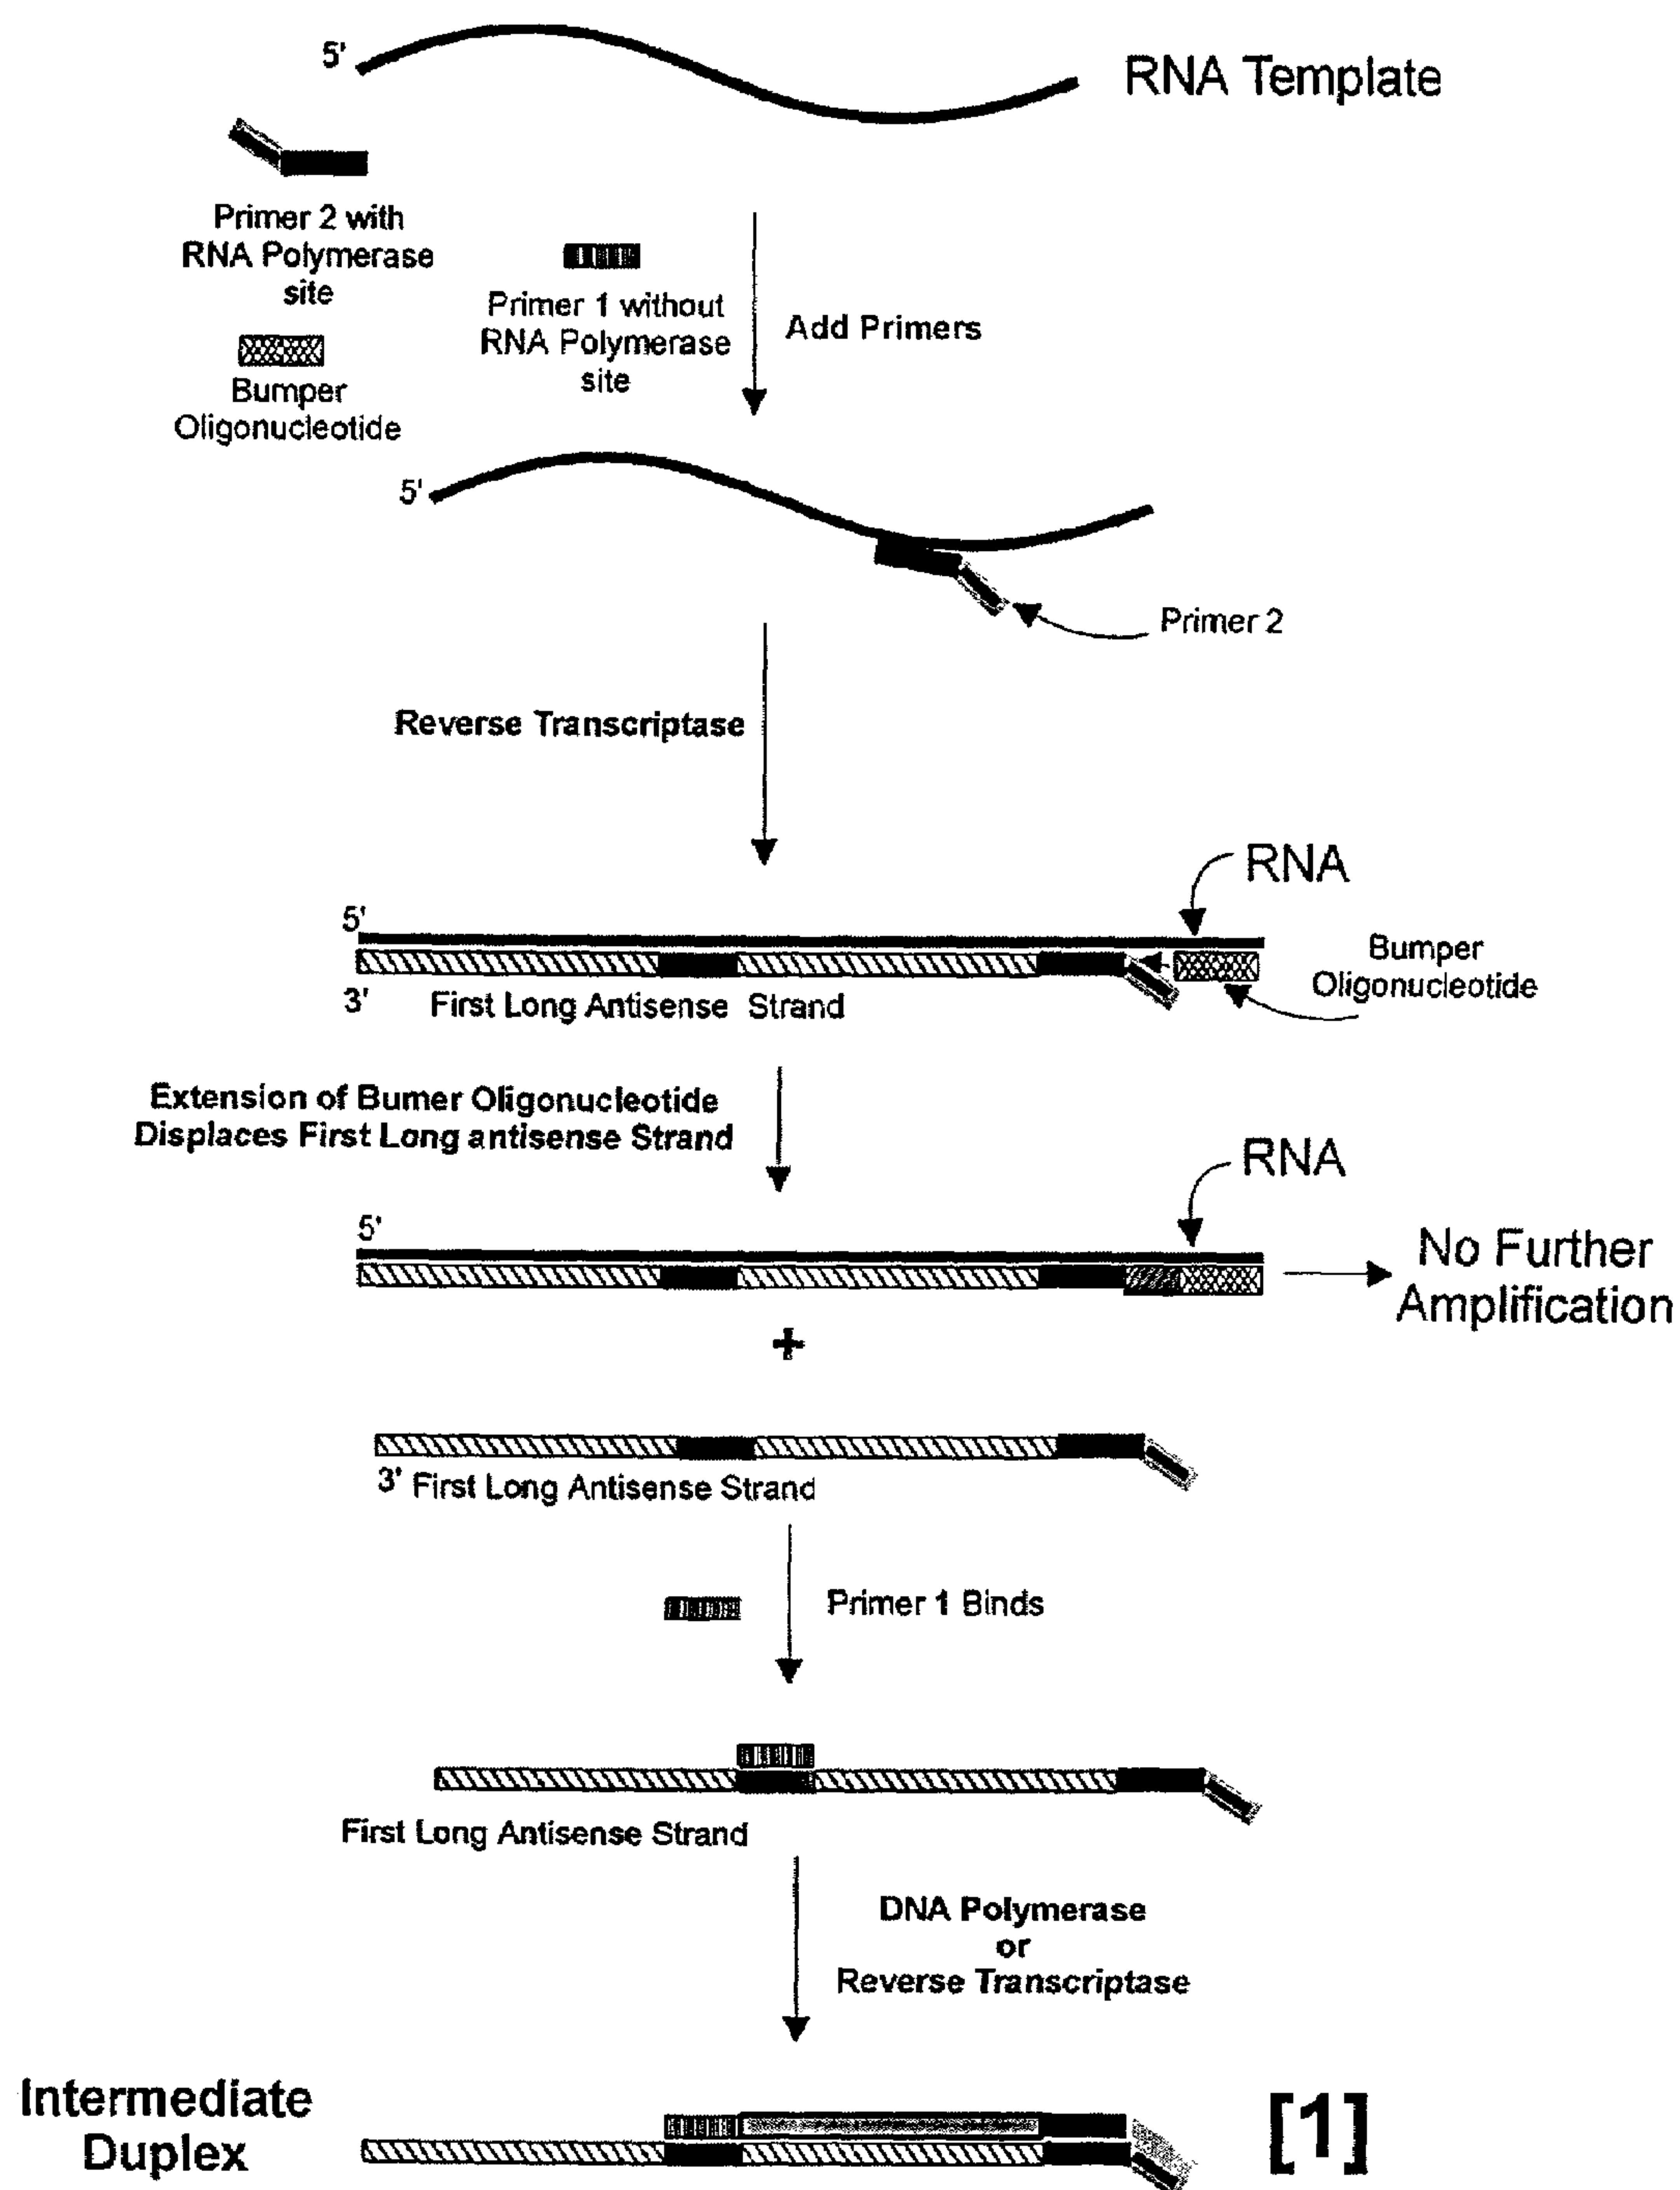 5'
RNA Template
Primer 2 with
RNA Polymerase
site
Primer 1 without
RNA Polymerase
site
Add Primers
Bumper
Oligonucleotide
5'
Primer 2
Reverse Transcriptase
RNA
5'
Bumper
Oligonucleotide
3'
First Long Antisense Strand
Extension of Bumer Oligonucleotide
Displaces First Long antisense Strand
RNA
5'
No Further
Amplification
+
3' First Long Antisense Strand
Primer 1 Binds
First Long Antisense Strand
DNA Polymerase
or
Reverse Transcriptase
Intermediate
Duplex
[1]